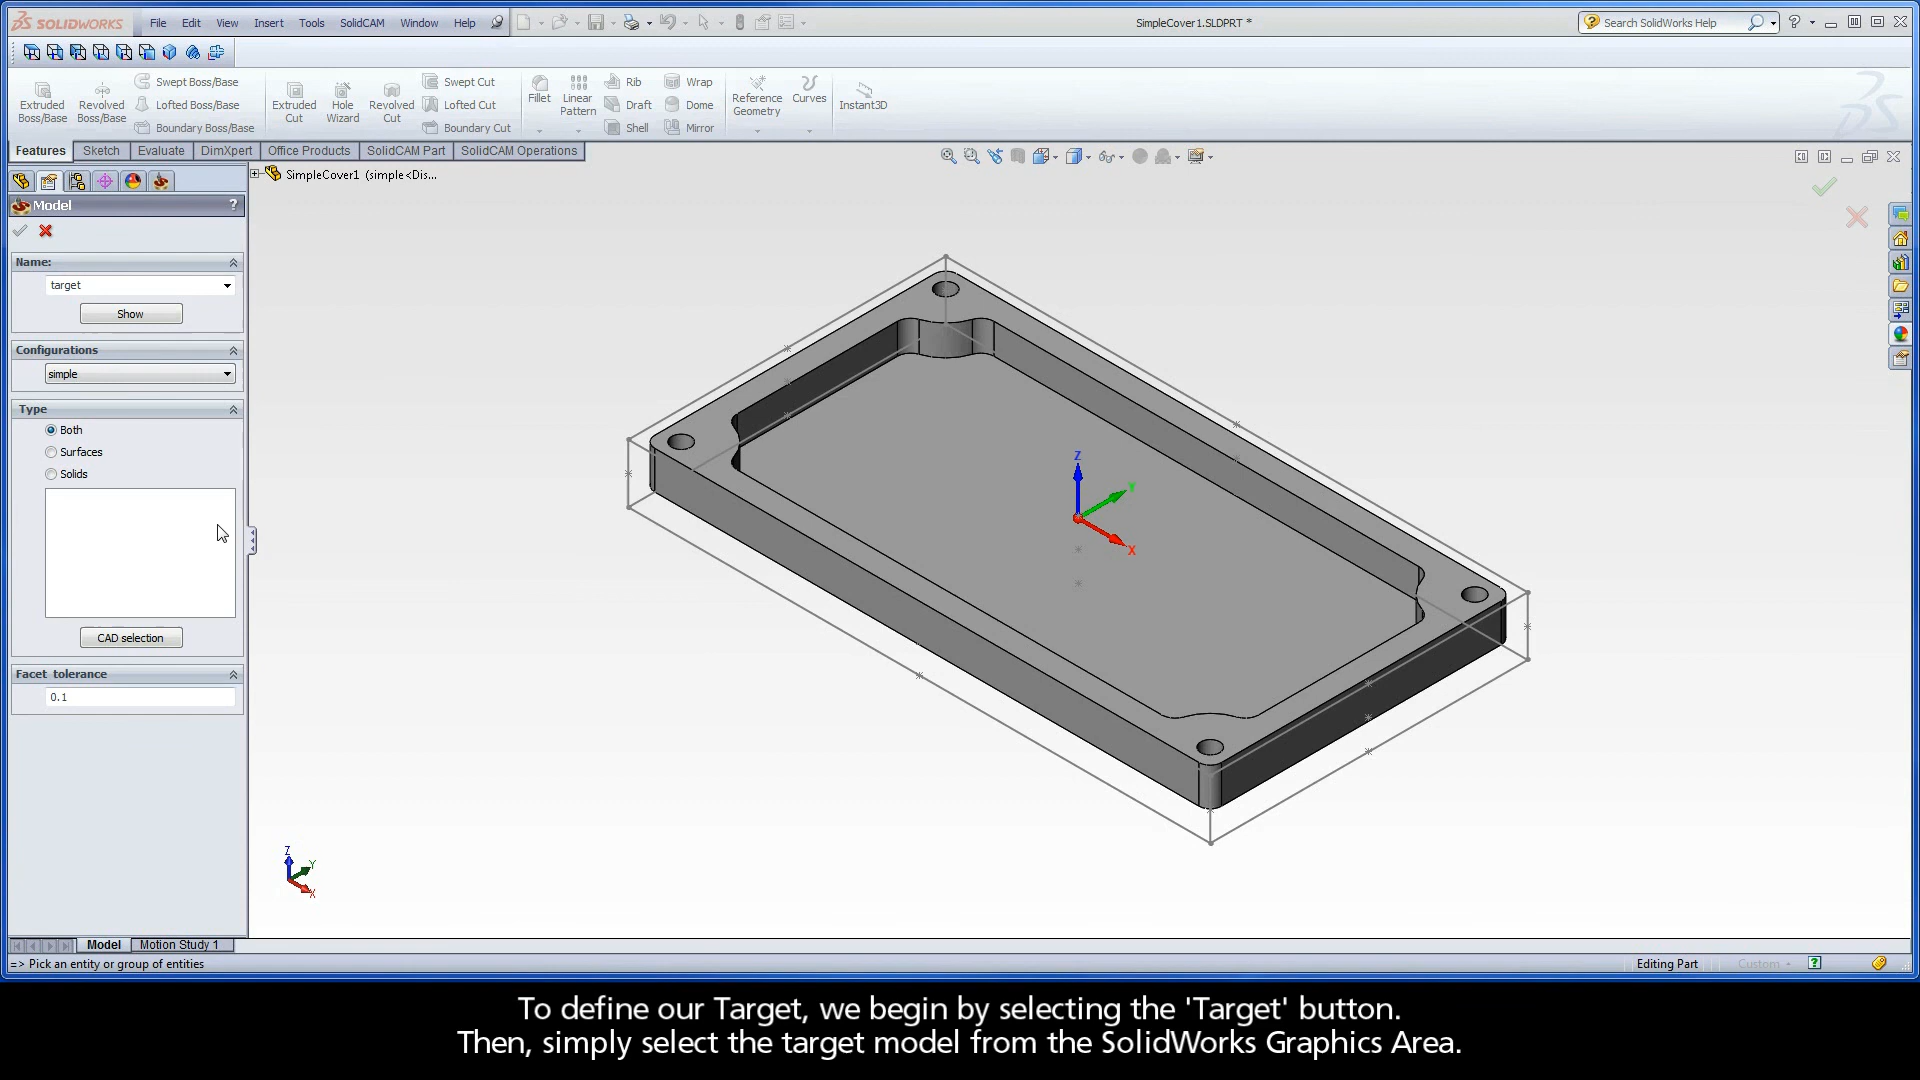 SOLIDWORKS
File Edit View Insert Tools SolidCAM Window Help
SimpleCover1.SLDPRT *
Search SolidWorks Help
Extruded Boss/Base
Revolved Boss/Base
Swept Boss/Base
Lofted Boss/Base
Boundary Boss/Base
Extruded Cut
Hole Wizard
Revolved Cut
Swept Cut
Lofted Cut
Boundary Cut
Fillet
Linear Pattern
Rib
Draft
Shell
Wrap
Dome
Mirror
Reference Geometry
Curves
Instant3D
Features Sketch Evaluate DimXpert Office Products SolidCAM Part SolidCAM Operations
SimpleCover1 (simple<Dis...
Model ?
Name:
target
Show
Configurations
simple
Type
Both
Surfaces
Solids
CAD selection
Facet tolerance
0.1
Z
Y
X
Z
Y
X
Model Motion Study 1
=> Pick an entity or group of entities
Editing Part
Custom
To define our Target, we begin by selecting the 'Target' button.
Then, simply select the target model from the SolidWorks Graphics Area.